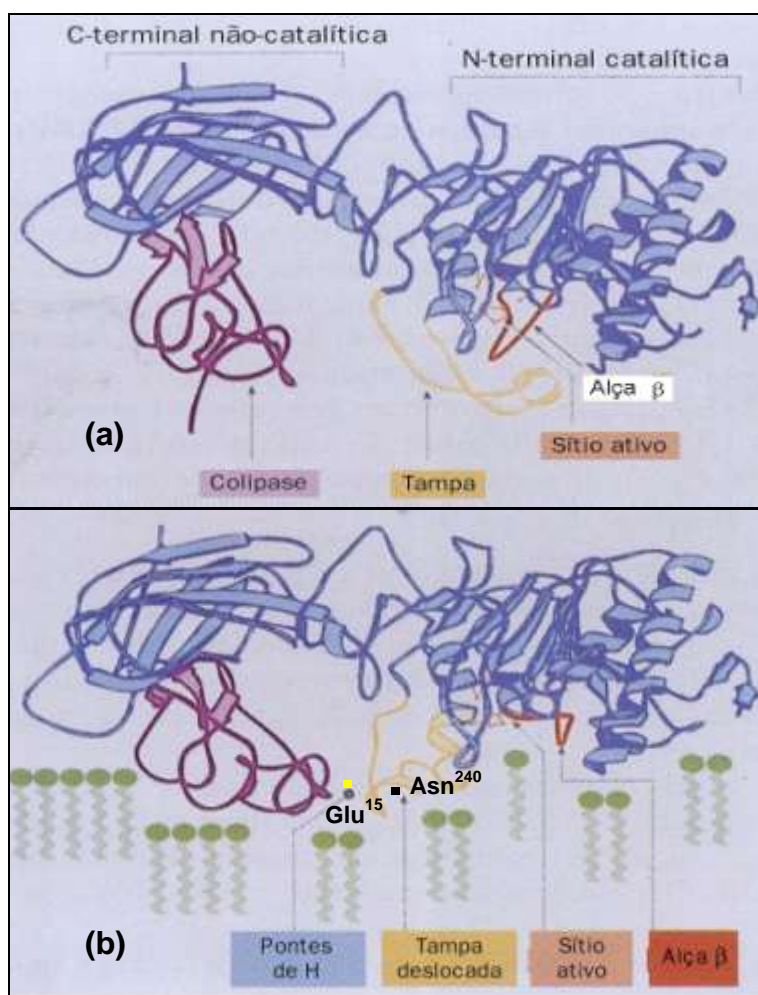 C-terminal não-catalítica
N-terminal catalítica
Alça β
(a)
Sítio ativo
Colipase
Tampa
Asn240
Glu15
(b)
Pontes
de H
Tampa
deslocada
Sítio
ativo
Alça β